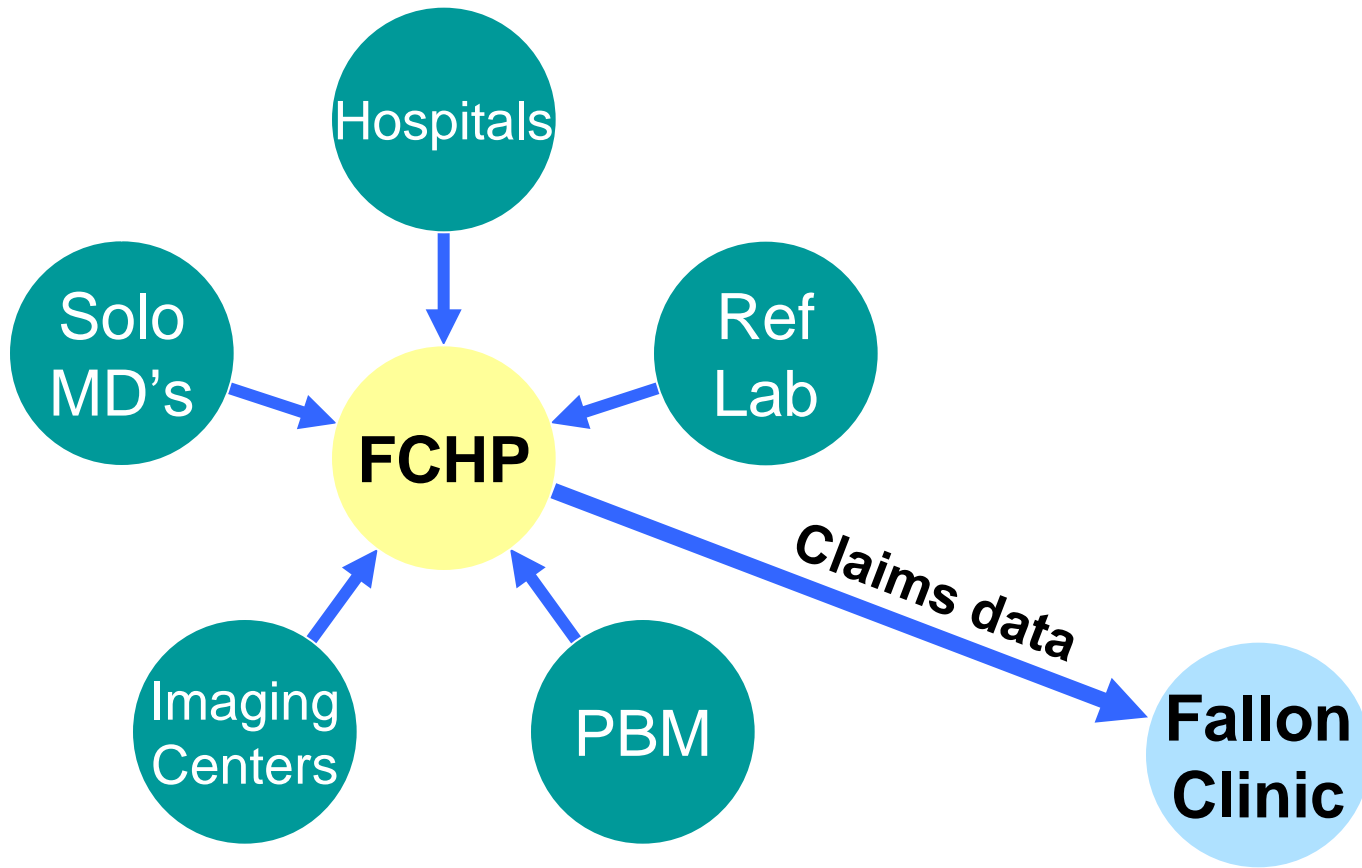 Hospitals
Solo
MD’s
Ref
Lab
FCHP
Claims data
Imaging
Centers
PBM
Fallon
Clinic